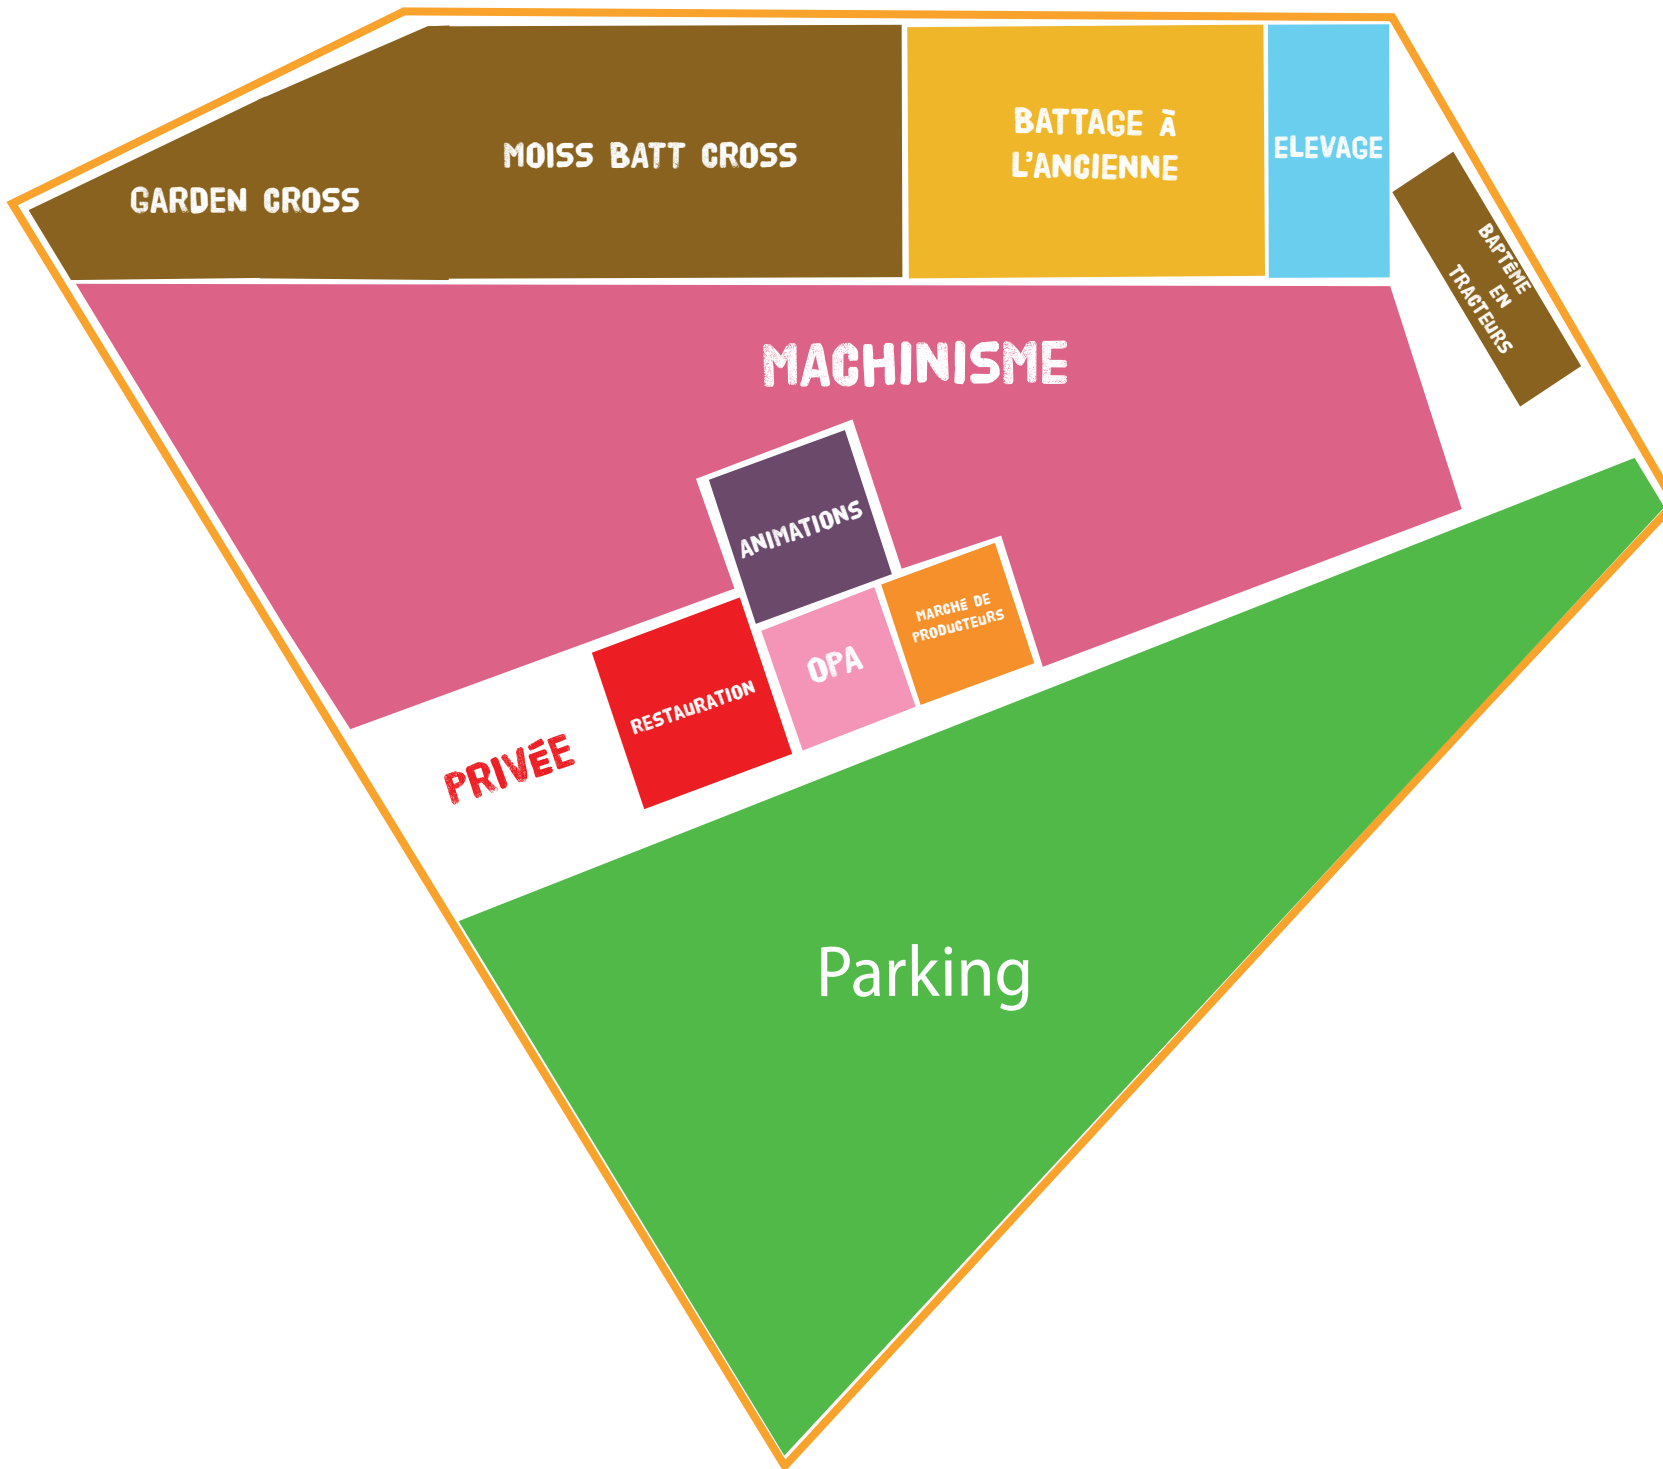 GARDEN CROSS
MOISS BATT CROSS
BATTAGE À
L'ANCIENNE
ELEVAGE
BAPTÊME
EN
TRACTEURS
MACHINISME
ANIMATIONS
MARCHÉ DE
PRODUCTEURS
OPA
RESTAURATION
PRIVÉE
Parking